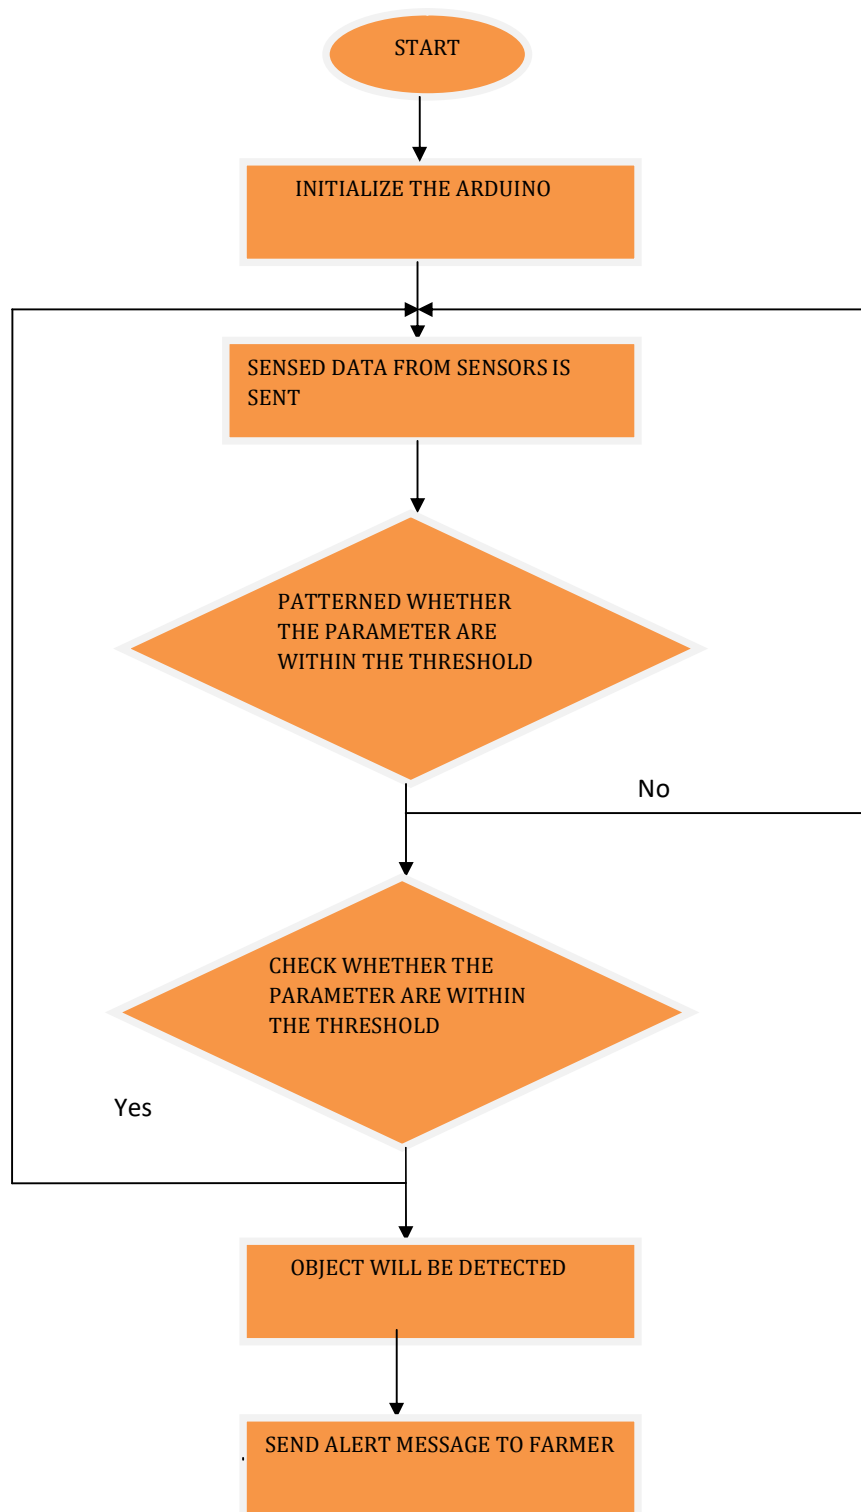 START
INITIALIZE THE ARDUINO
SENSED DATA FROM SENSORS IS
SENT
PATTERNED WHETHER
THE PARAMETER ARE
WITHIN THE THRESHOLD
No
CHECK WHETHER THE
PARAMETER ARE WITHIN
THE THRESHOLD
Yes
OBJECT WILL BE DETECTED
SEND ALERT MESSAGE TO FARMER